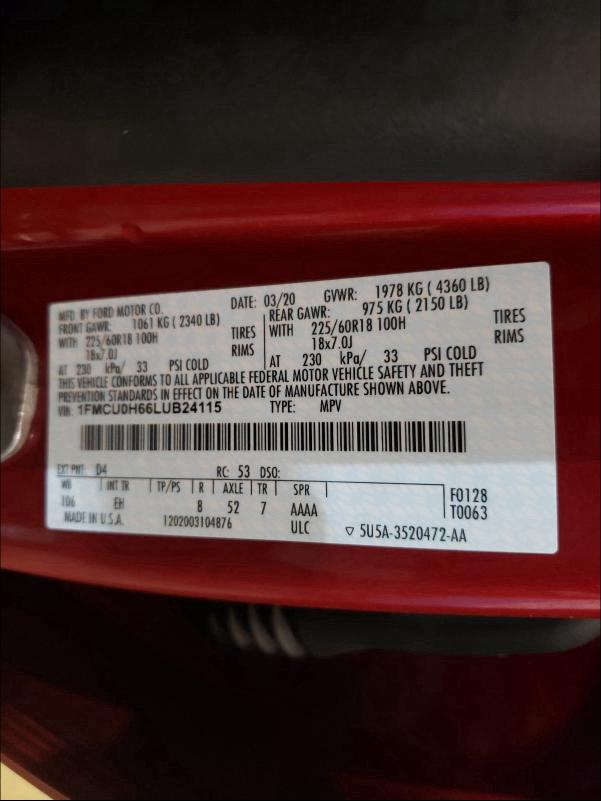 MFD. BY FORD MOTOR CO. DATE: 03/20 GVWR: 1978 KG ( 4360 LB)
FRONT GAWR: 1061 KG ( 2340 LB) REAR GAWR: 975 KG ( 2150 LB)
WITH 225/60R18 100H TIRES WITH 225/60R18 100H TIRES
18x7.0J RIMS 18x7.0J RIMS
AT 230 kPa/ 33 PSI COLD AT 230 kPa/ 33 PSI COLD
THIS VEHICLE CONFORMS TO ALL APPLICABLE FEDERAL MOTOR VEHICLE SAFETY AND THEFT
PREVENTION STANDARDS IN EFFECT ON THE DATE OF MANUFACTURE SHOWN ABOVE.
VIN: 1FMCU0H66LUB24115 TYPE: MPV
EXT PNT: D4 RC: 53 DSO:
WB INT TR TP/PS R AXLE TR SPR F0128
106 EH 8 52 7 AAAA T0063
MADE IN U.S.A. 1202003104876 ULC ▽ 5U5A-3520472-AA